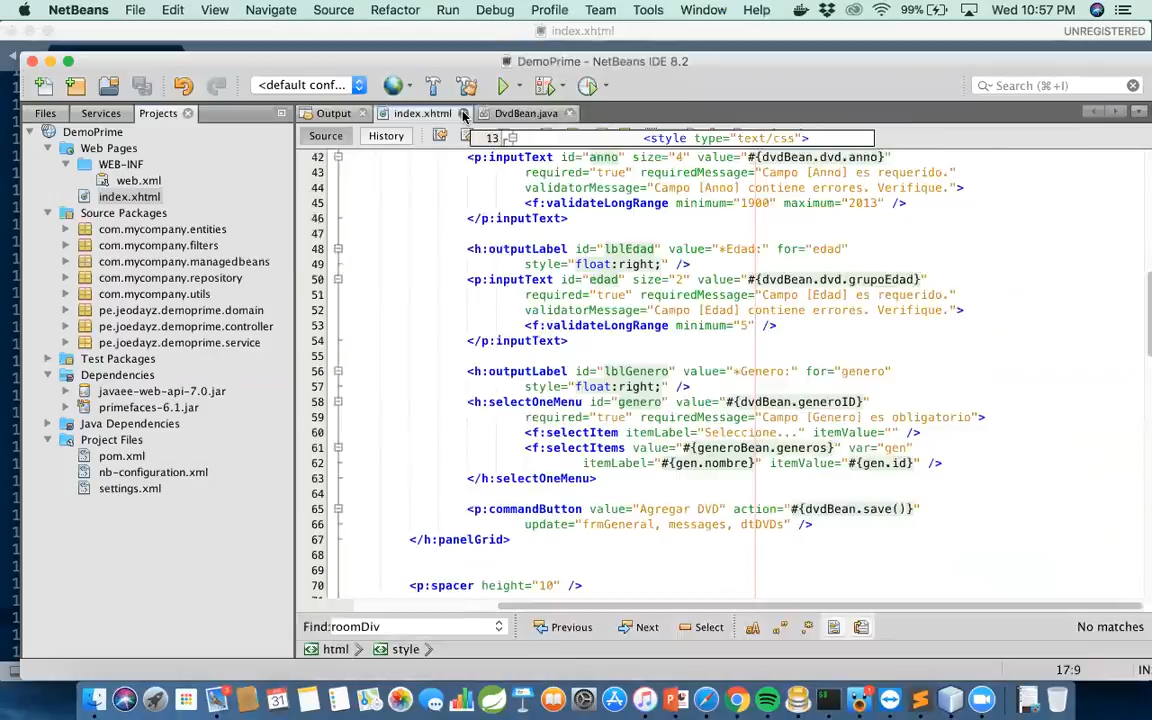 NetBeans File Edit View Navigate Source Refactor Run Debug Profile Team Tools Window Help 99% Wed 10:57 PM
index.xhtml UNREGISTERED
DemoPrime - NetBeans IDE 8.2
<default conf... Search (⌘+I)
Files Services Projects Output index.xhtml DvdBean.java
Source History
13 <style type="text/css">
DemoPrime
Web Pages
WEB-INF
web.xml
index.xhtml
Source Packages
com.mycompany.entities
com.mycompany.filters
com.mycompany.managedbeans
com.mycompany.repository
com.mycompany.utils
pe.jeodayz.demoprime.domain
pe.jeodayz.demoprime.controller
pe.jeodayz.demoprime.service
Test Packages
Dependencies
javaee-web-api-7.0.jar
primefaces-6.1.jar
Java Dependencies
Project Files
pom.xml
nb-configuration.xml
settings.xml
42 <p:inputText id="anno" size="4" value="#{dvdBean.dvd.anno}"
43 required="true" requiredMessage="Campo [Anno] es requerido."
44 validatorMessage="Campo [Anno] contiene errores. Verifique.">
45 <f:validateLongRange minimum="1900" maximum="2013" />
46 </p:inputText>
47
48 <h:outputLabel id="lblEdad" value="*Edad:" for="edad"
49 style="float:right;" />
50 <p:inputText id="edad" size="2" value="#{dvdBean.dvd.grupoEdad}"
51 required="true" requiredMessage="Campo [Edad] es requerido."
52 validatorMessage="Campo [Edad] contiene errores. Verifique.">
53 <f:validateLongRange minimum="5" />
54 </p:inputText>
55
56 <h:outputLabel id="lblGenero" value="*Genero:" for="genero"
57 style="float:right;" />
58 <h:selectOneMenu id="genero" value="#{dvdBean.generoID}"
59 required="true" requiredMessage="Campo [Genero] es obligatorio">
60 <f:selectItem itemLabel="Seleccione..." itemValue="" />
61 <f:selectItems value="#{generoBean.generos}" var="gen"
62 itemLabel="#{gen.nombre}" itemValue="#{gen.id}" />
63 </h:selectOneMenu>
64
65 <p:commandButton value="Agregar DVD" action="#{dvdBean.save()}"
66 update="frmGeneral, messages, dtDVDs" />
67 </h:panelGrid>
68
69
70 <p:spacer height="10" />
Find: roomDiv Previous Next Select aA No matches
html style
17:9 IN